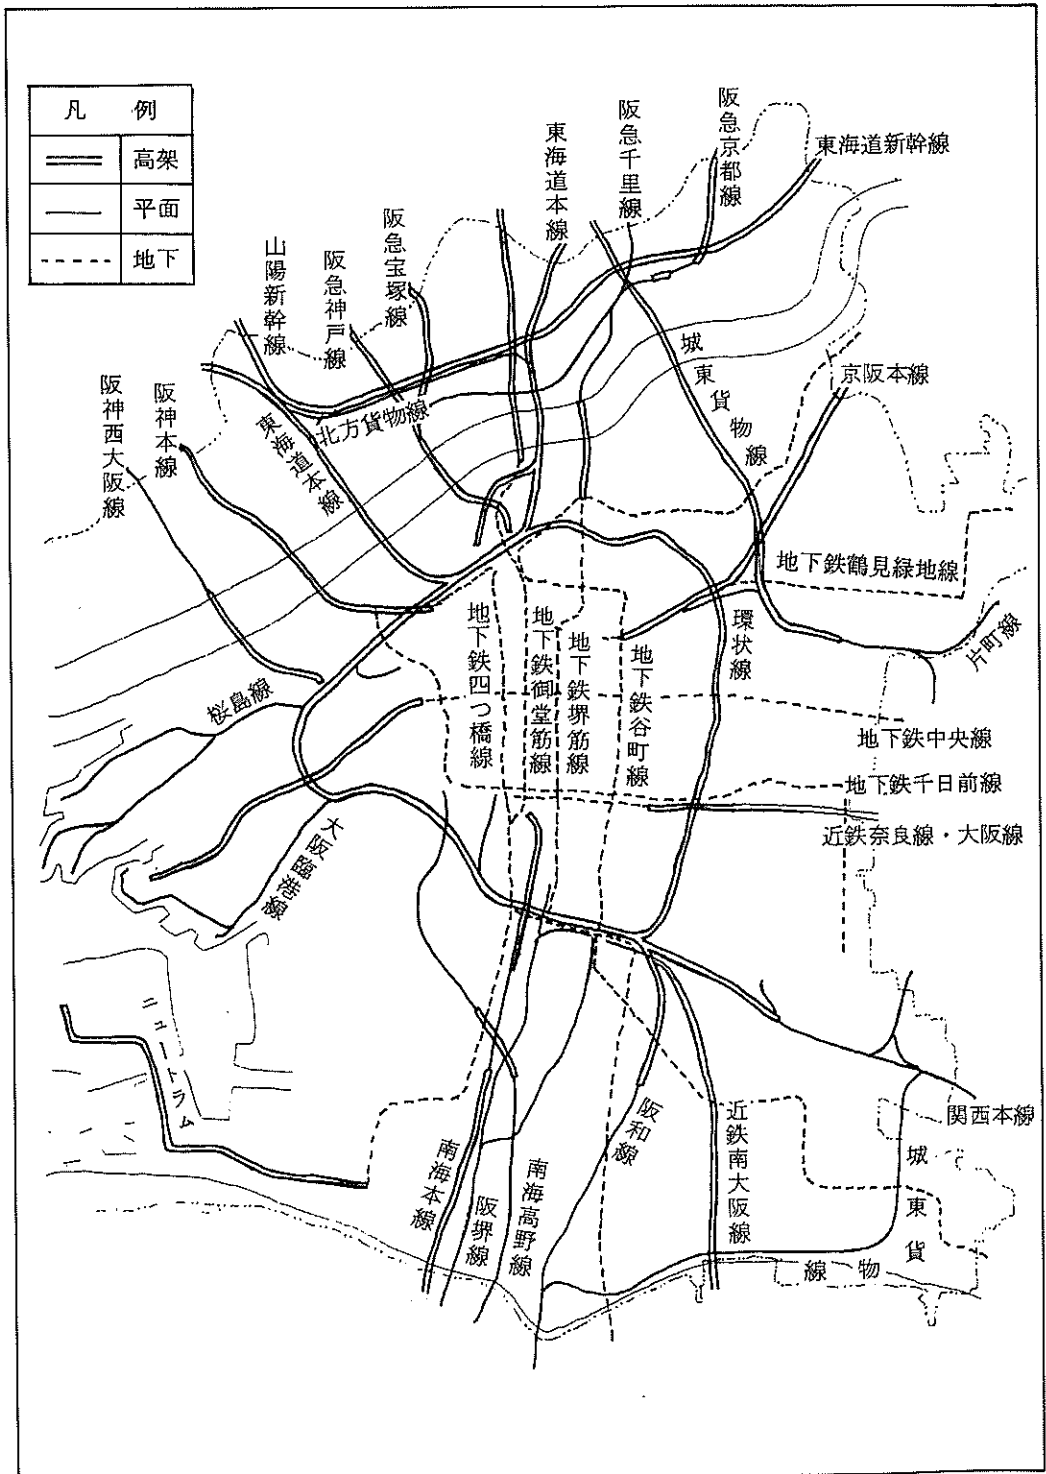 凡 例
高架
平面
地下
阪急京都線
阪急千里線
東海道本線
東海道新幹線
阪急宝塚線
山陽新幹線
阪急神戸線
城東貨物線
京阪本線
阪神西大阪線
阪神本線
北方貨物線
東海道本線
地下鉄鶴見緑地線
環状線
片町線
地下鉄四つ橋線
地下鉄御堂筋線
地下鉄堺筋線
地下鉄谷町線
桜島線
地下鉄中央線
地下鉄千日前線
近鉄奈良線・大阪線
大阪臨港線
ニュートラム
関西本線
阪和線
近鉄南大阪線
南海本線
阪堺線
南海高野線
城東貨物線